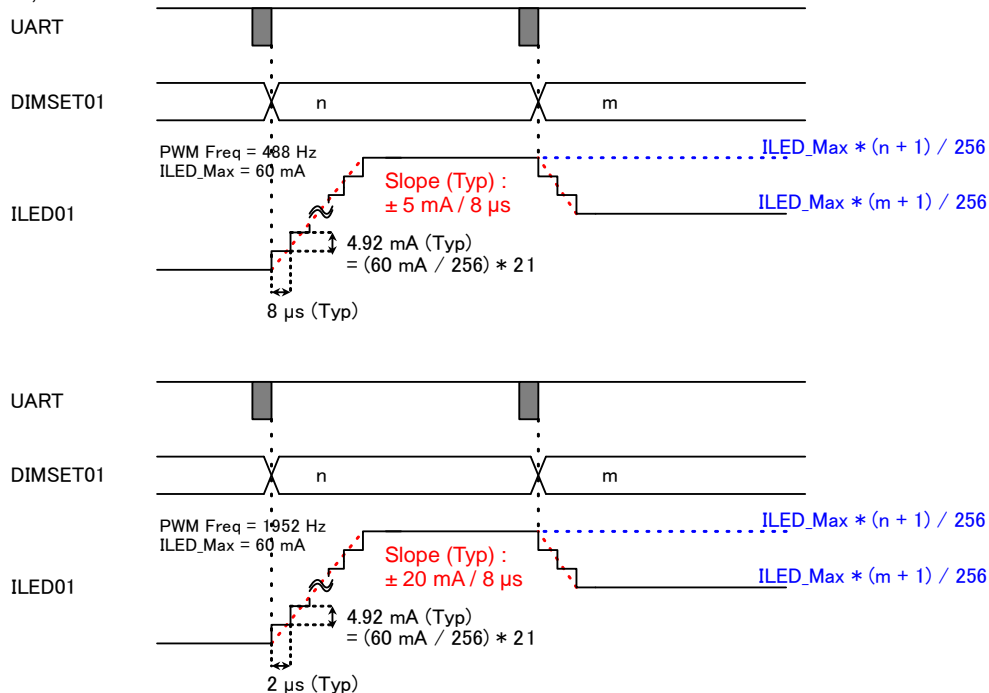 UART
DIMSET01
n
m
PWM Freq = 488 Hz
ILED_Max = 60 mA
ILED_Max * (n + 1) / 256
Slope (Typ) :
± 5 mA / 8 µs
ILED_Max * (m + 1) / 256
ILED01
4.92 mA (Typ)
= (60 mA / 256) * 21
8 µs (Typ)
UART
DIMSET01
n
m
PWM Freq = 1952 Hz
ILED_Max = 60 mA
ILED_Max * (n + 1) / 256
Slope (Typ) :
± 20 mA / 8 µs
ILED_Max * (m + 1) / 256
ILED01
4.92 mA (Typ)
= (60 mA / 256) * 21
2 µs (Typ)